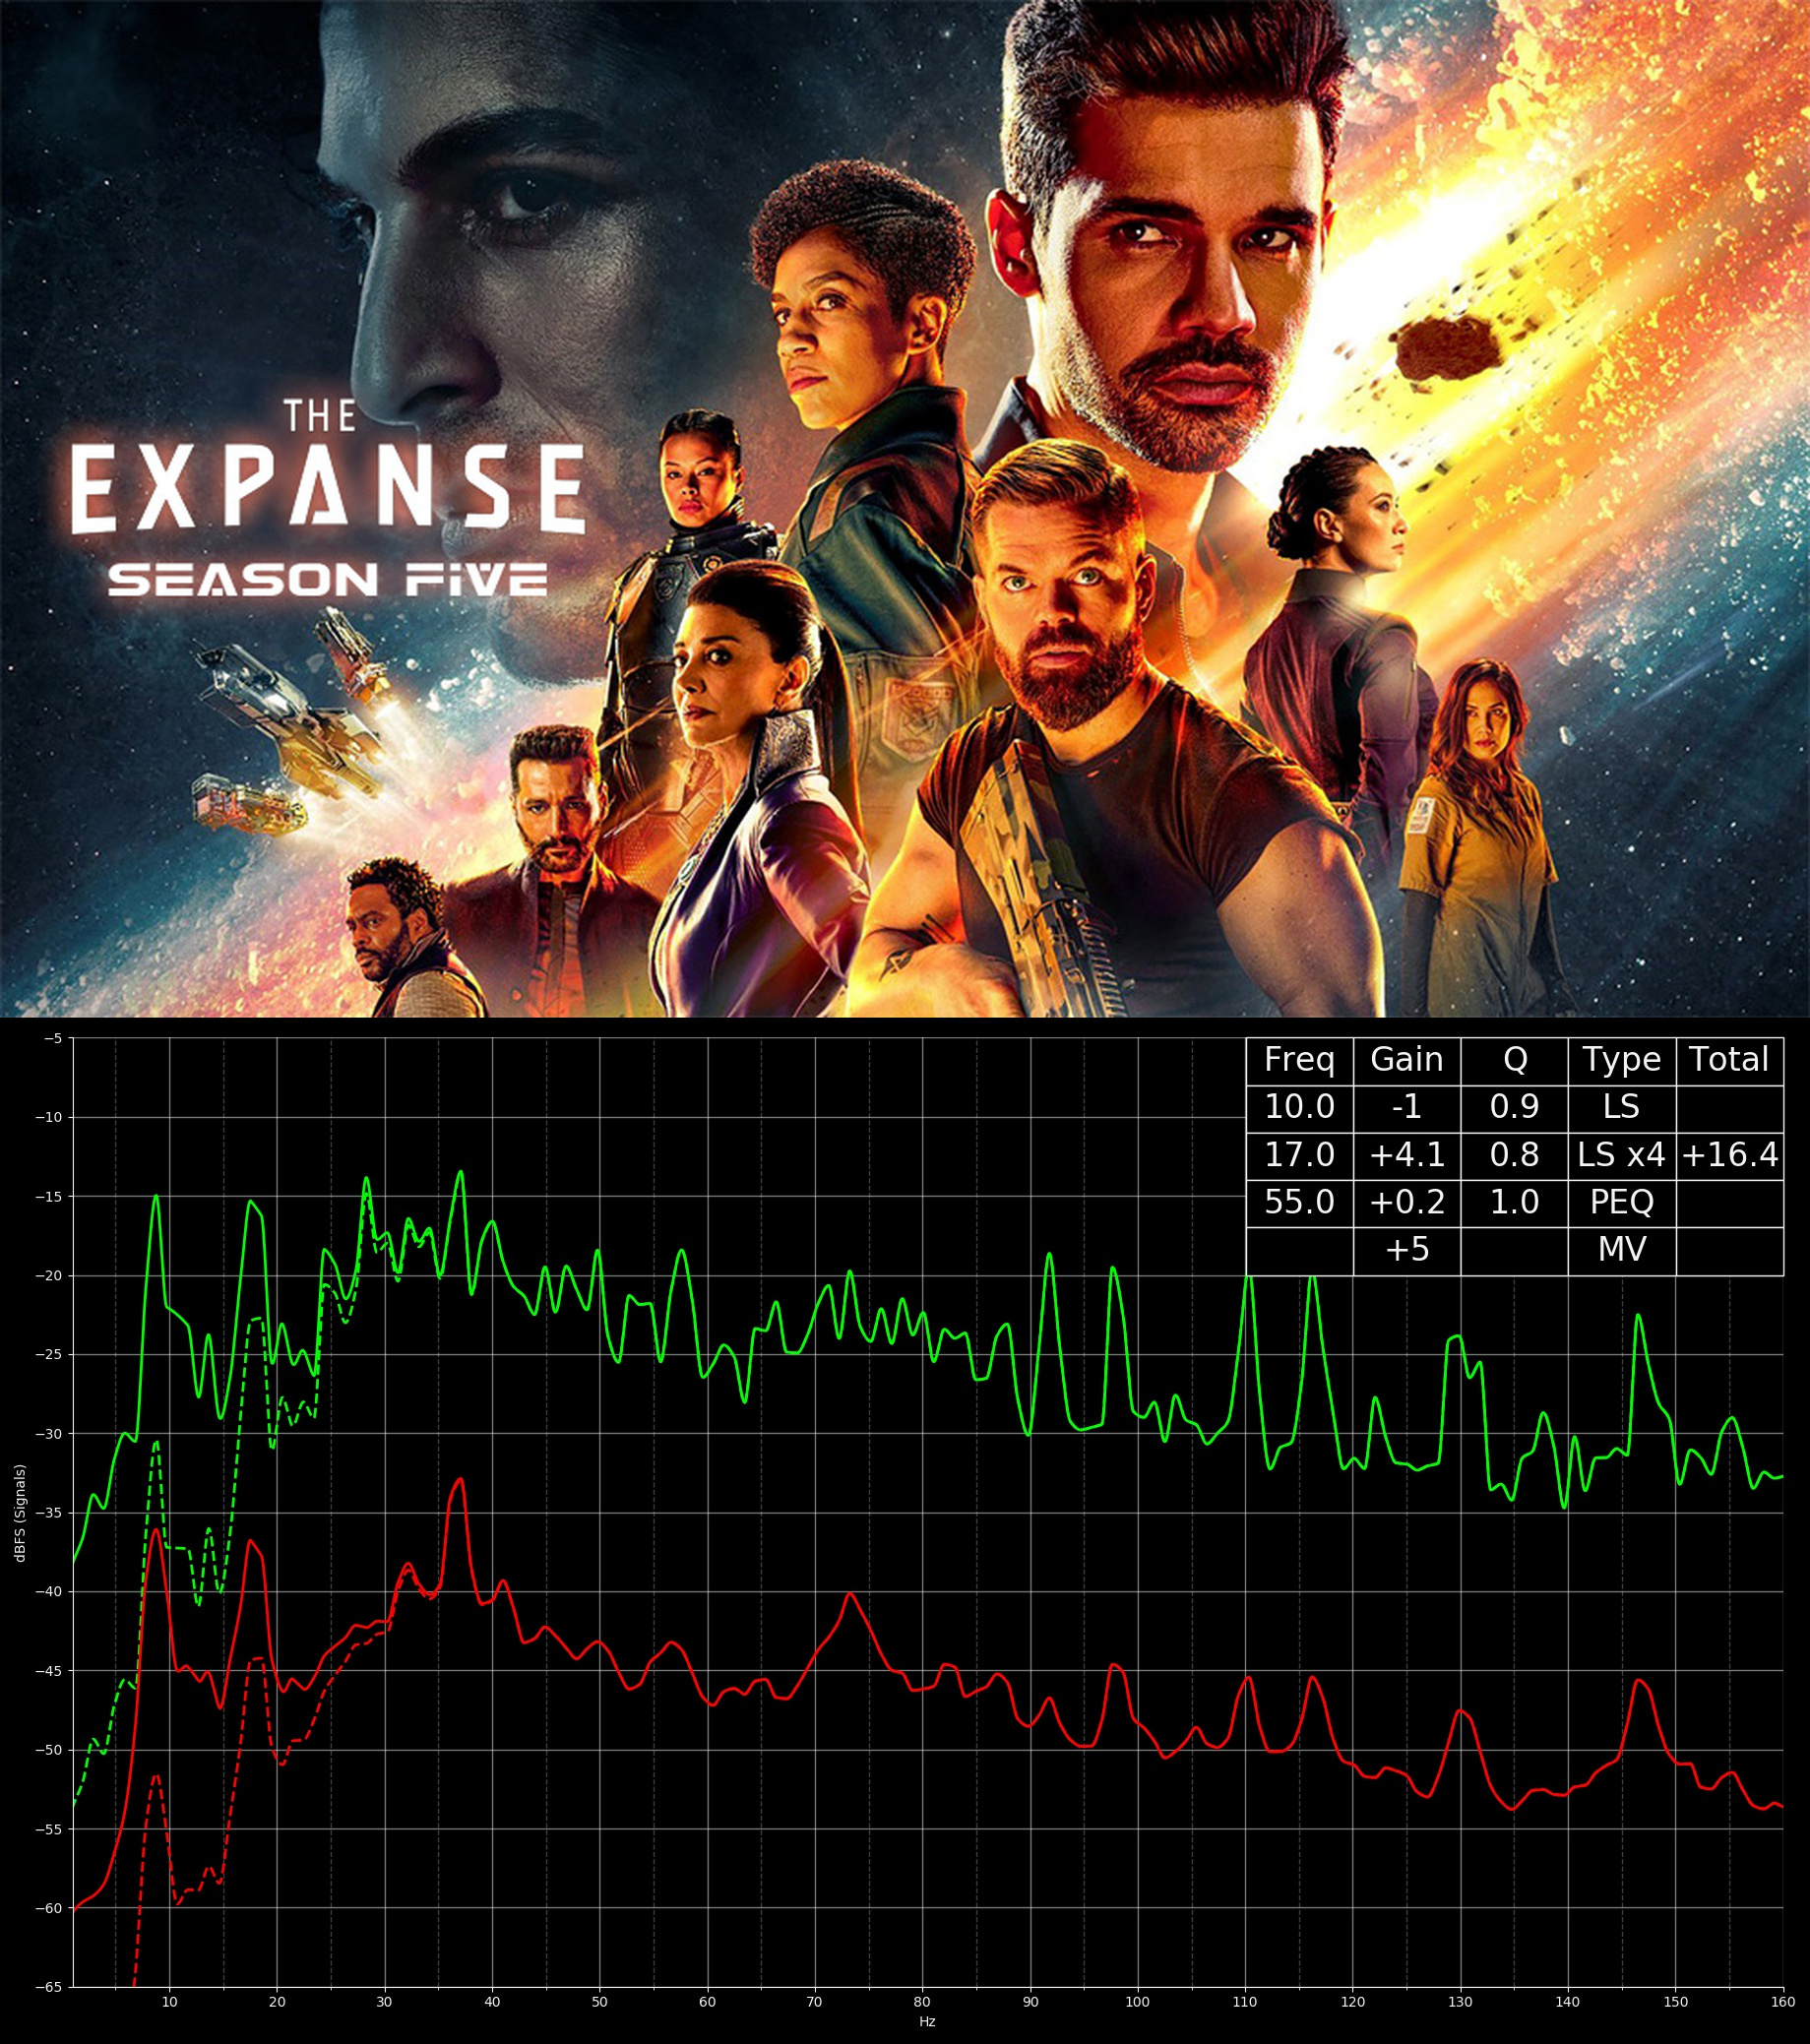 THE
EXPANSE
SEASON FiVE
Freq Gain Q Type Total
10.0 -1 0.9 LS
17.0 +4.1 0.8 LS x4 +16.4
55.0 +0.2 1.0 PEQ
+5 MV
−5
−10
−15
−20
−25
−30
−35
−40
−45
−50
−55
−60
−65
dBFS (Signals)
10 20 30 40 50 60 70 80 90 100 110 120 130 140 150 160
Hz